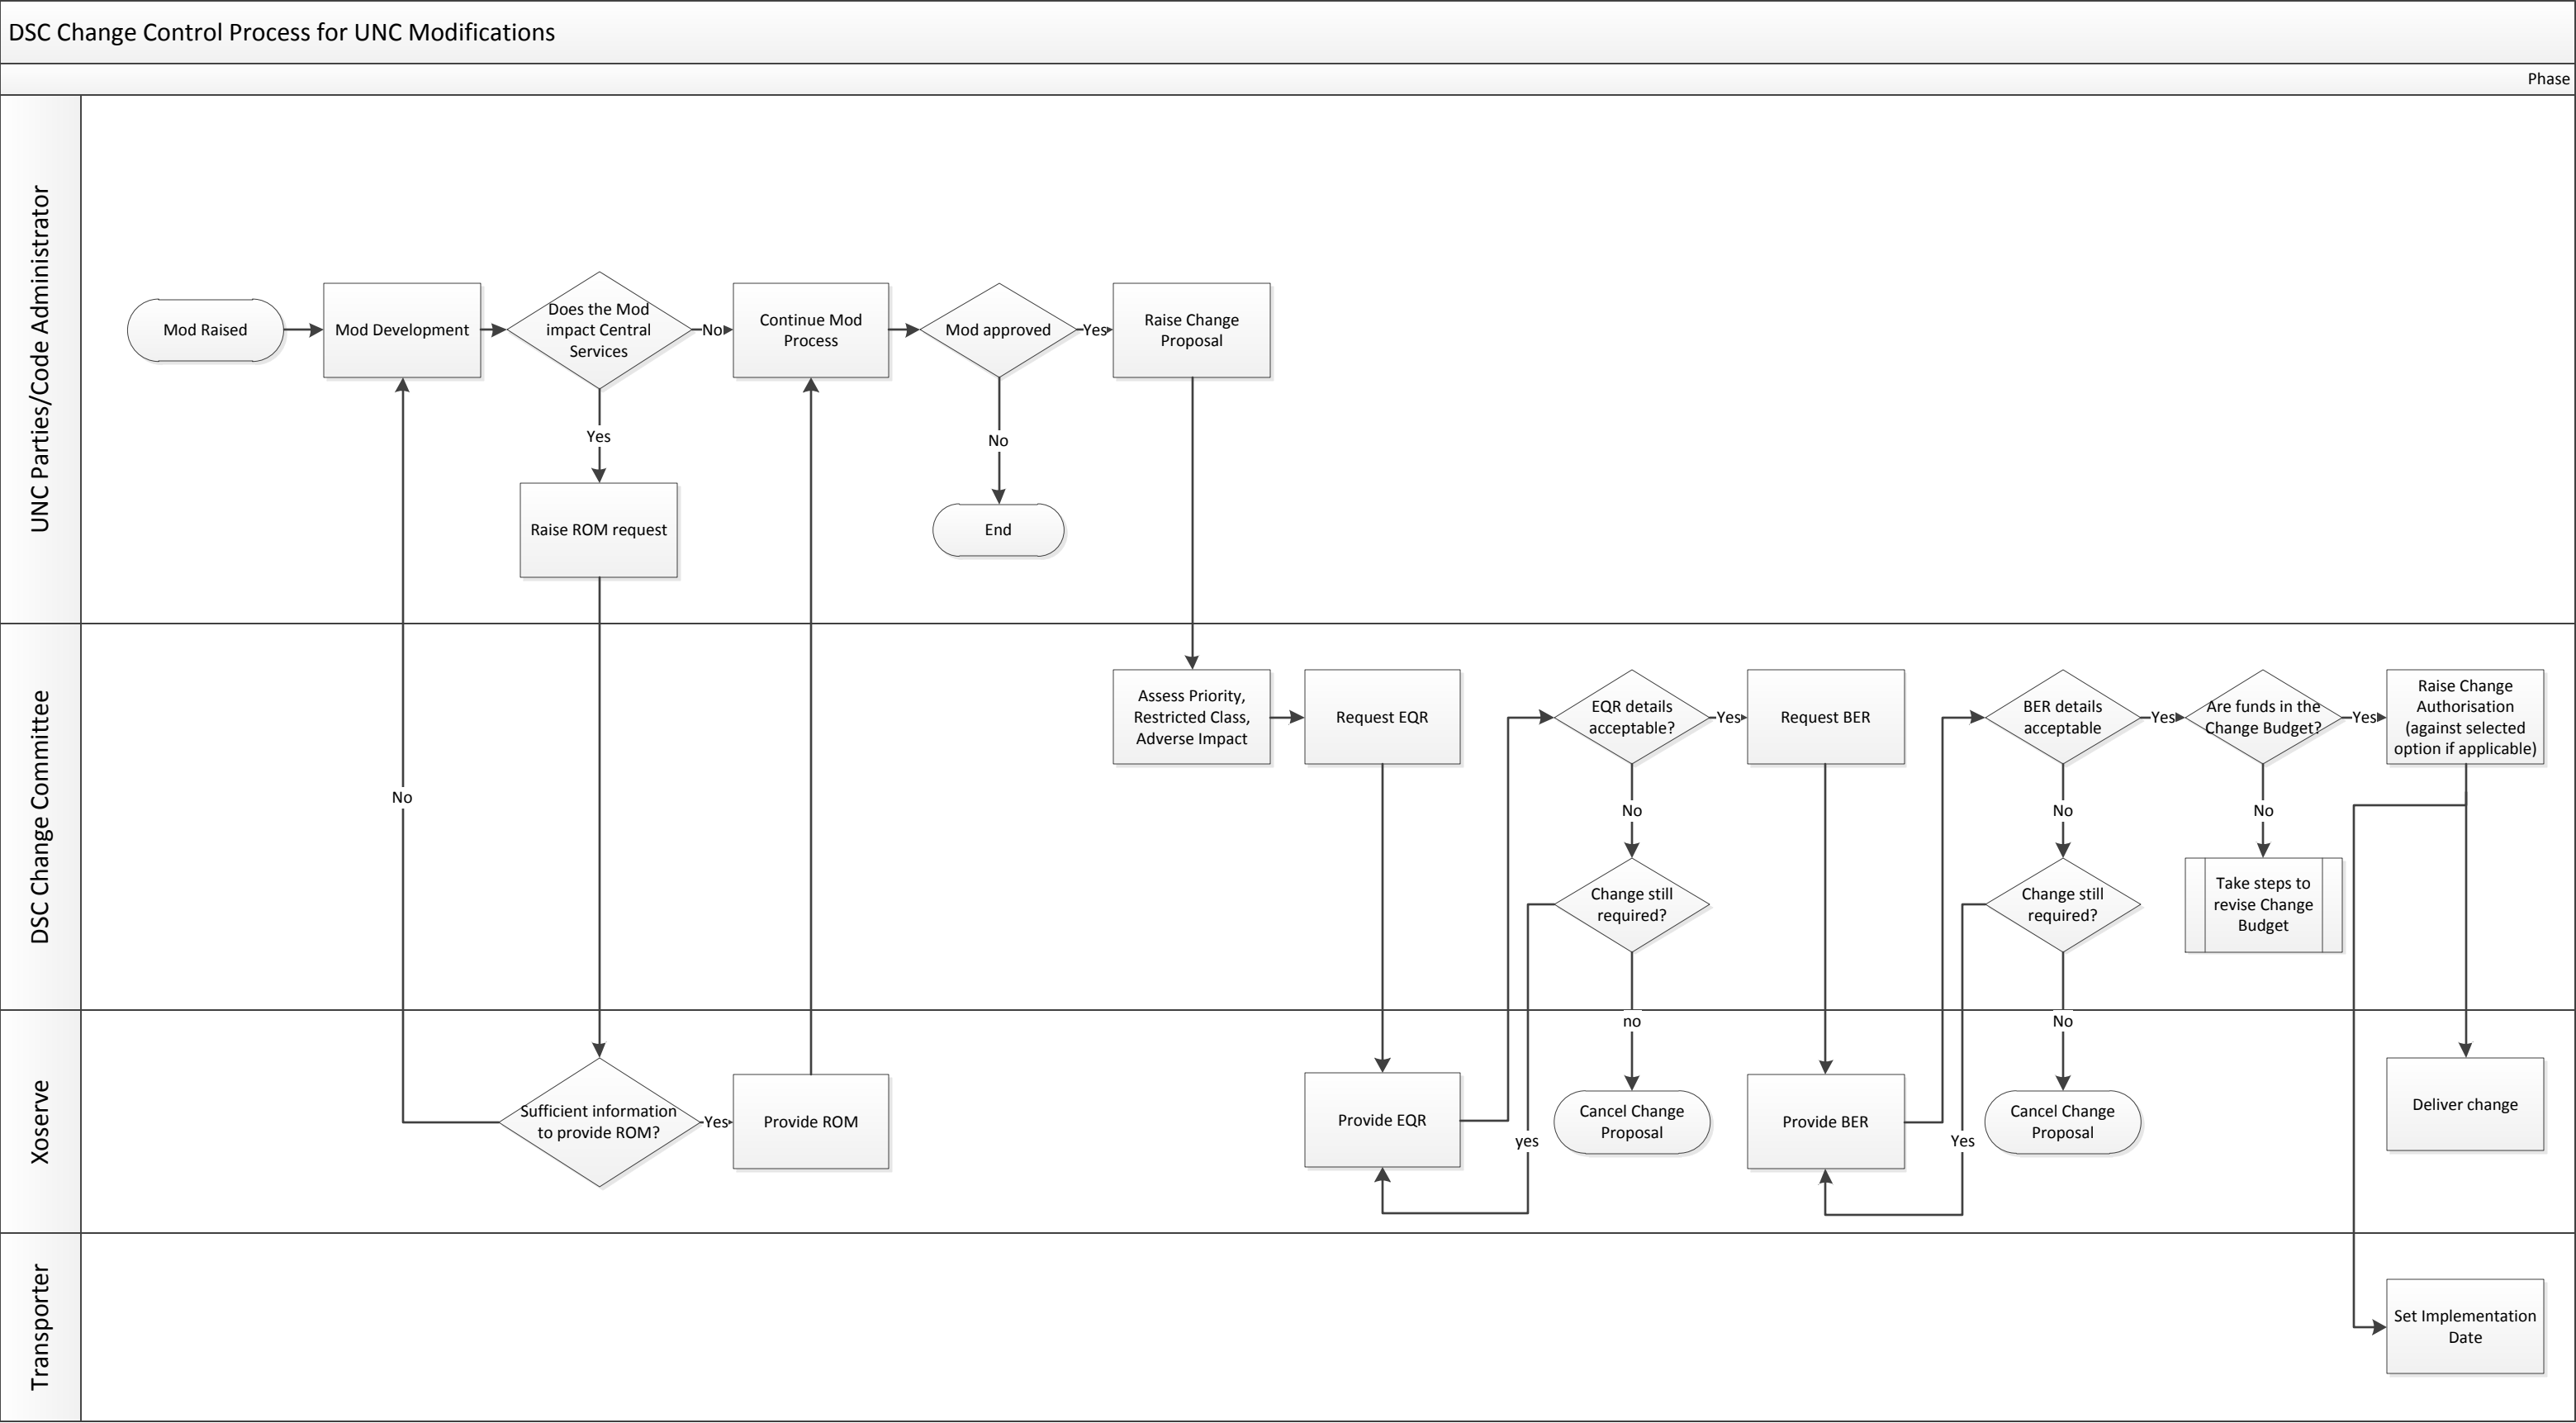 DSC Change Control Process for UNC Modifications
Phase
UNC Parties/Code Administrator
Mod Raised
Mod Development
Does the Mod
impact Central
Services
No
Continue Mod
Process
Mod approved
Yes
Raise Change
Proposal
Yes
No
Raise ROM request
End
DSC Change Committee
Assess Priority,
Restricted Class,
Adverse Impact
Request EQR
EQR details
acceptable?
Yes
Request BER
BER details
acceptable
Yes
Are funds in the
Change Budget?
Yes
Raise Change
Authorisation
(against selected
option if applicable)
No
No
No
No
Change still
required?
Change still
required?
Take steps to
revise Change
Budget
Xoserve
no
No
Sufficient information
to provide ROM?
Yes
Provide ROM
Provide EQR
yes
Cancel Change
Proposal
Provide BER
Yes
Cancel Change
Proposal
Deliver change
Transporter
Set Implementation
Date